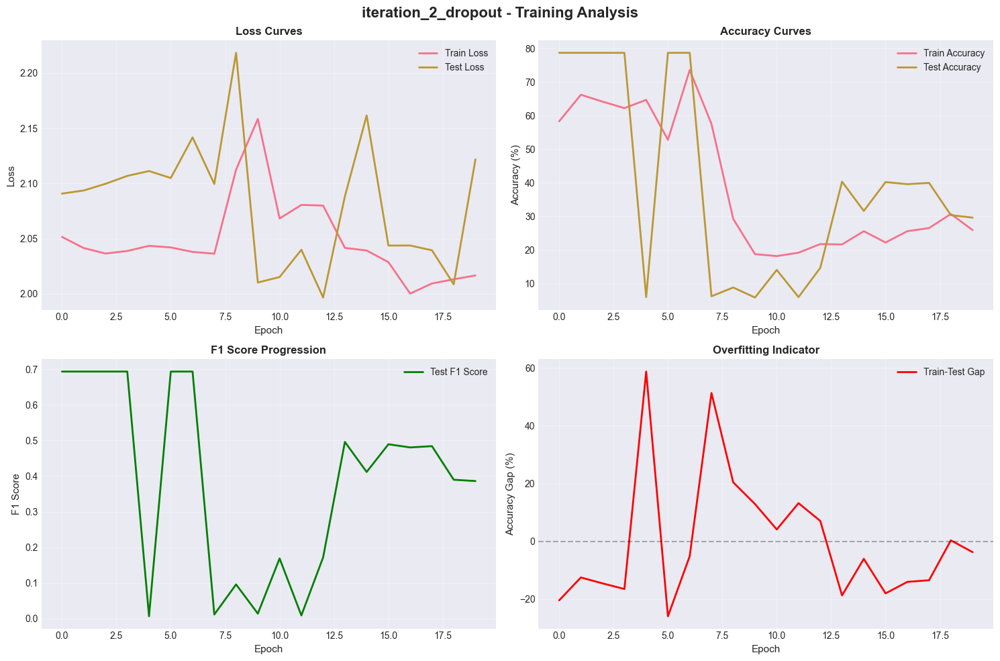 iteration_2_dropout - Training Analysis
Loss Curves
Train Loss
Test Loss
Loss
2.20
2.15
2.10
2.05
2.00
0.0 2.5 5.0 7.5 10.0 12.5 15.0 17.5
Epoch
Accuracy Curves
Train Accuracy
Test Accuracy
Accuracy (%)
80
70
60
50
40
30
20
10
0.0 2.5 5.0 7.5 10.0 12.5 15.0 17.5
Epoch
F1 Score Progression
Test F1 Score
F1 Score
0.7
0.6
0.5
0.4
0.3
0.2
0.1
0.0
0.0 2.5 5.0 7.5 10.0 12.5 15.0 17.5
Epoch
Overfitting Indicator
Train-Test Gap
Accuracy Gap (%)
60
40
20
0
−20
0.0 2.5 5.0 7.5 10.0 12.5 15.0 17.5
Epoch